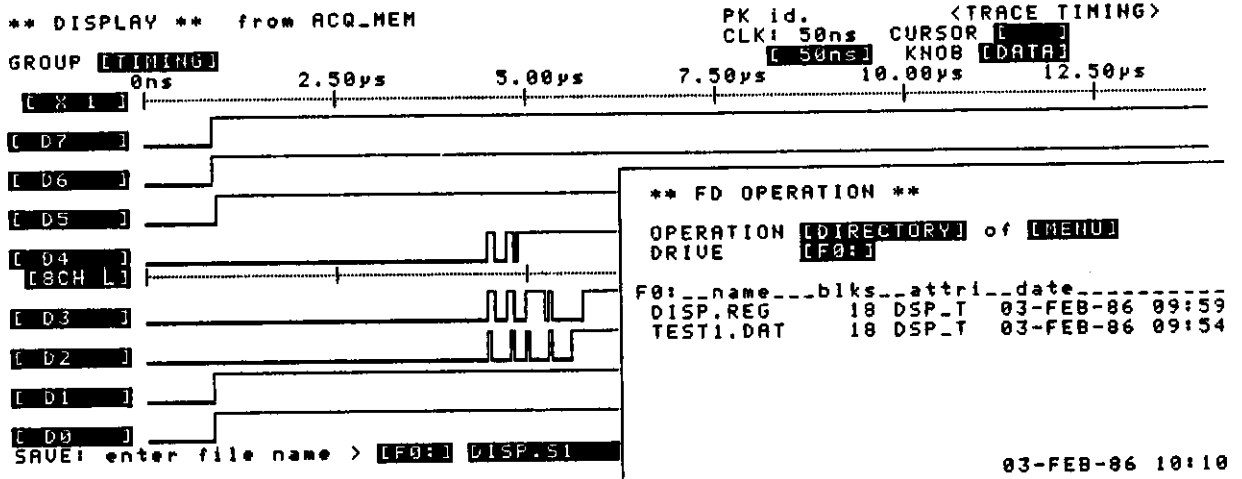 ** DISPLAY ** from ACQ_MEM PK id. <TRACE TIMING>
CLK: 50ns CURSOR [ ]
GROUP [TIMING] [ 50ns] KNOB [DATA]
0ns 2.50µs 5.00µs 7.50µs 10.00µs 12.50µs
[ X 1 ]
[ D7 ]
[ D6 ]
[ D5 ]
[ D4 ]
[8CH L]
[ D3 ]
[ D2 ]
[ D1 ]
[ D0 ]
SAVE: enter file name > [F0:] DISP.S1
** FD OPERATION **
OPERATION [DIRECTORY] of [MENU]
DRIVE [F0:]
F0:__name___blks__attri__date___________
DISP.REG 18 DSP_T 03-FEB-86 09:59
TEST1.DAT 18 DSP_T 03-FEB-86 09:54
03-FEB-86 10:10